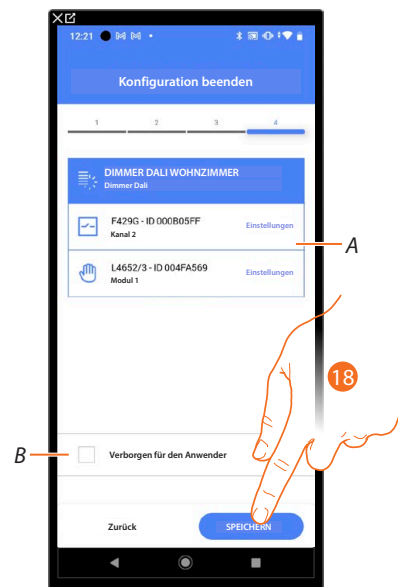 12:21
Konfiguration beenden
1 2 3 4
DIMMER DALI WOHNZIMMER
Dimmer Dali
F429G - ID 000B05FF
Kanal 2
Einstellungen
A
L4652/3 - ID 004FA569
Modul 1
Einstellungen
18
B
Verborgen für den Anwender
Zurück
SPEICHERN